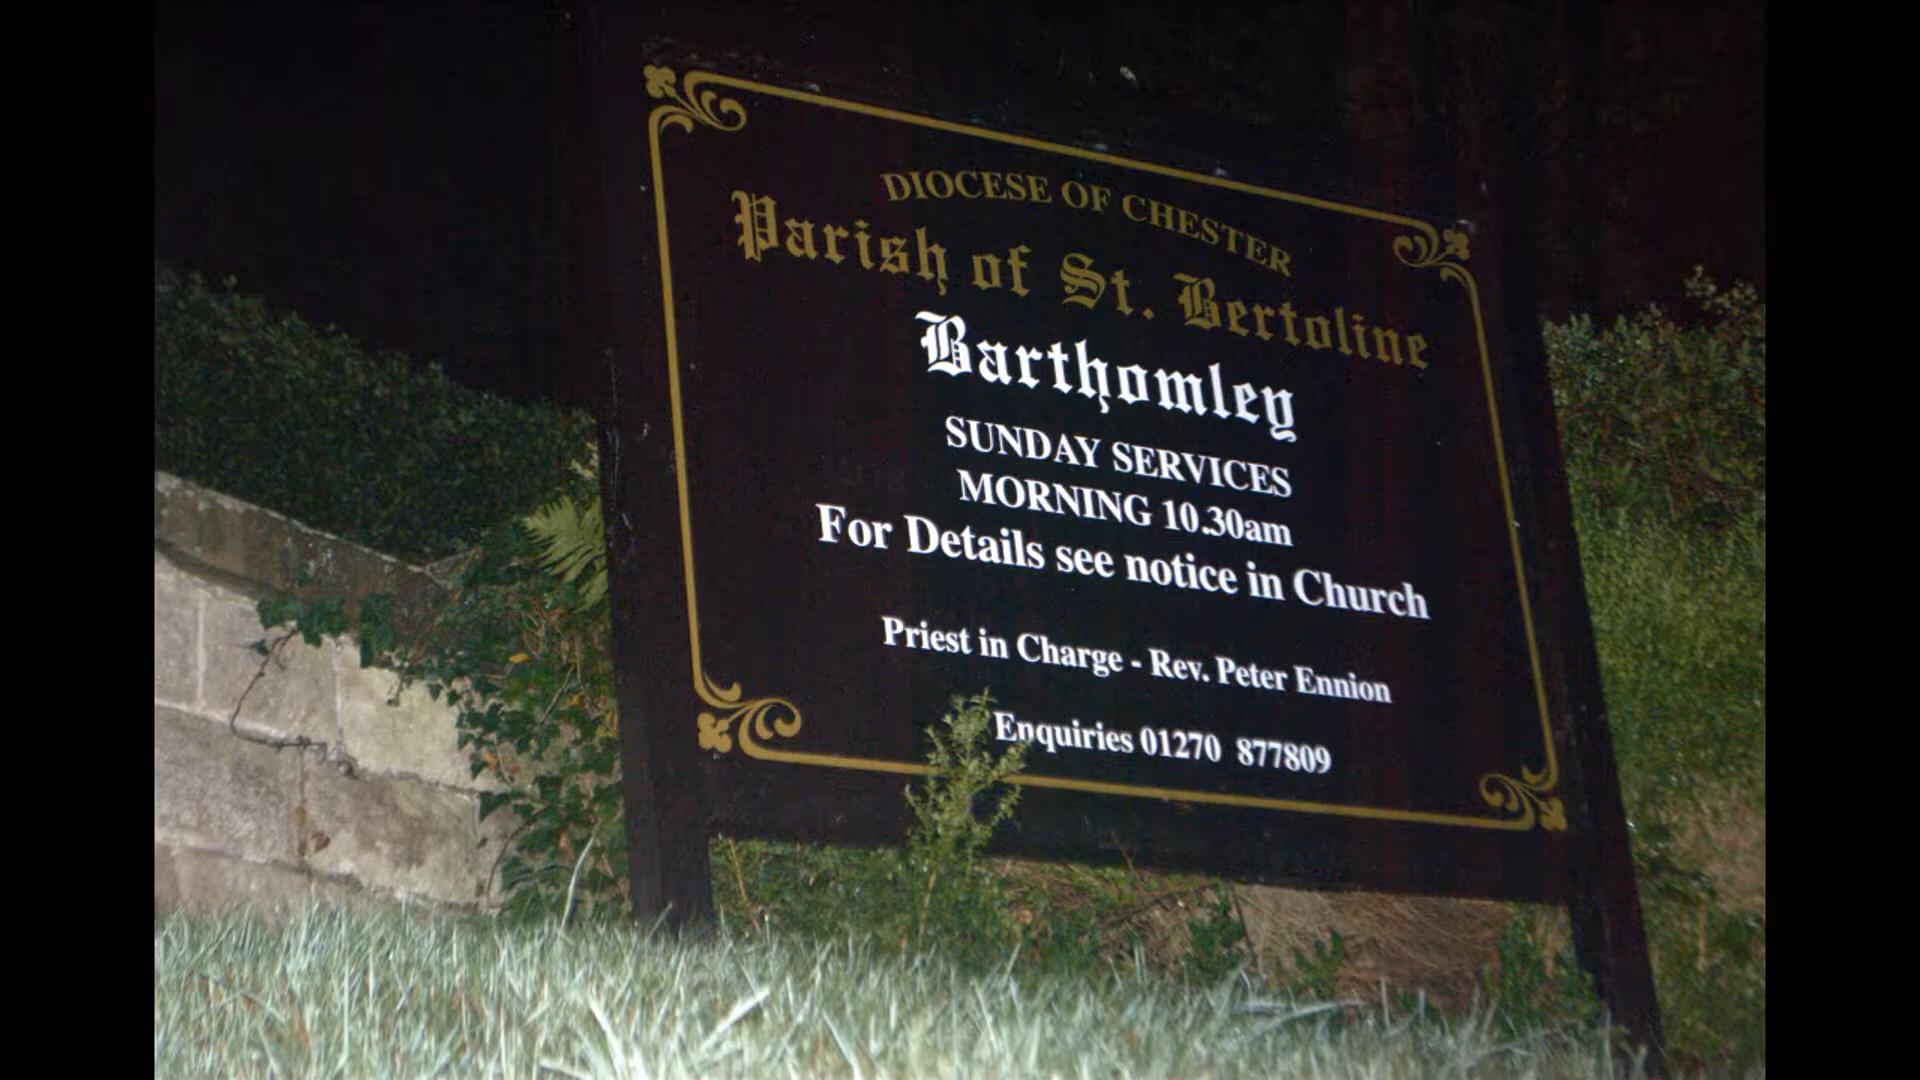 DIOCESE OF CHESTER
Parish of St. Bertoline
Barthomley
SUNDAY SERVICES
MORNING 10.30am
For Details see notice in Church
Priest in Charge - Rev. Peter Ennion
Enquiries 01270 877809